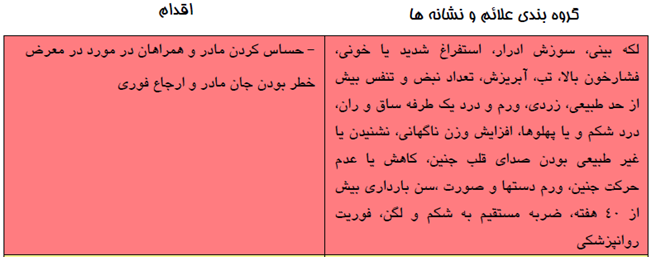 گروه بندی علائم و نشانه ها
اقدام
لکه بینی، سوزش ادرار، استفراغ شدید یا خونی،
فشارخون بالا، تب، آبریزش، تعداد نبض و تنفس بیش
از حد طبیعی، زردی، ورم و درد یک طرفه ساق و ران،
درد شکم و یا پهلوها، افزایش وزن ناگهانی، نشنیدن یا
غیر طبیعی بودن صدای قلب جنین، کاهش یا عدم
حرکت جنین، ورم دستها و صورت ،سن بارداری بیش
از ٤٠ هفته، ضربه مستقیم به شکم و لگن، فوریت
روانپزشکی
- حساس کردن مادر و همراهان در مورد در معرض
خطر بودن جان مادر و ارجاع فوری